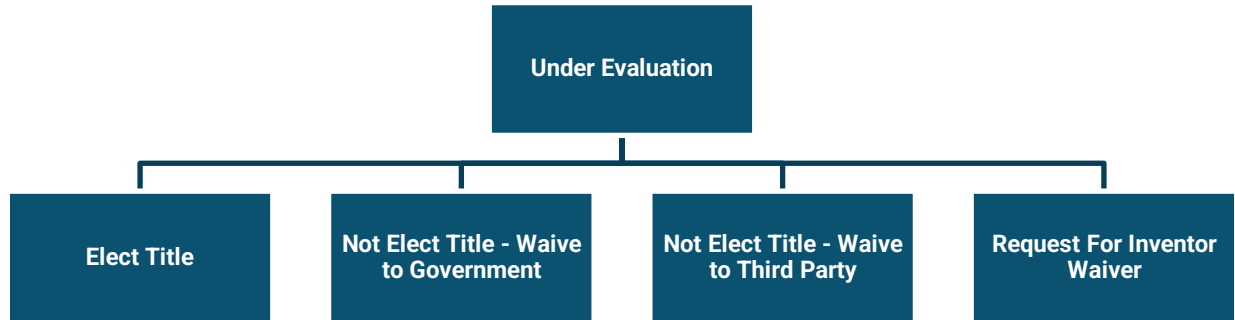 Under Evaluation
Elect Title
Not Elect Title - Waive
to Government
Not Elect Title - Waive
to Third Party
Request For Inventor
Waiver